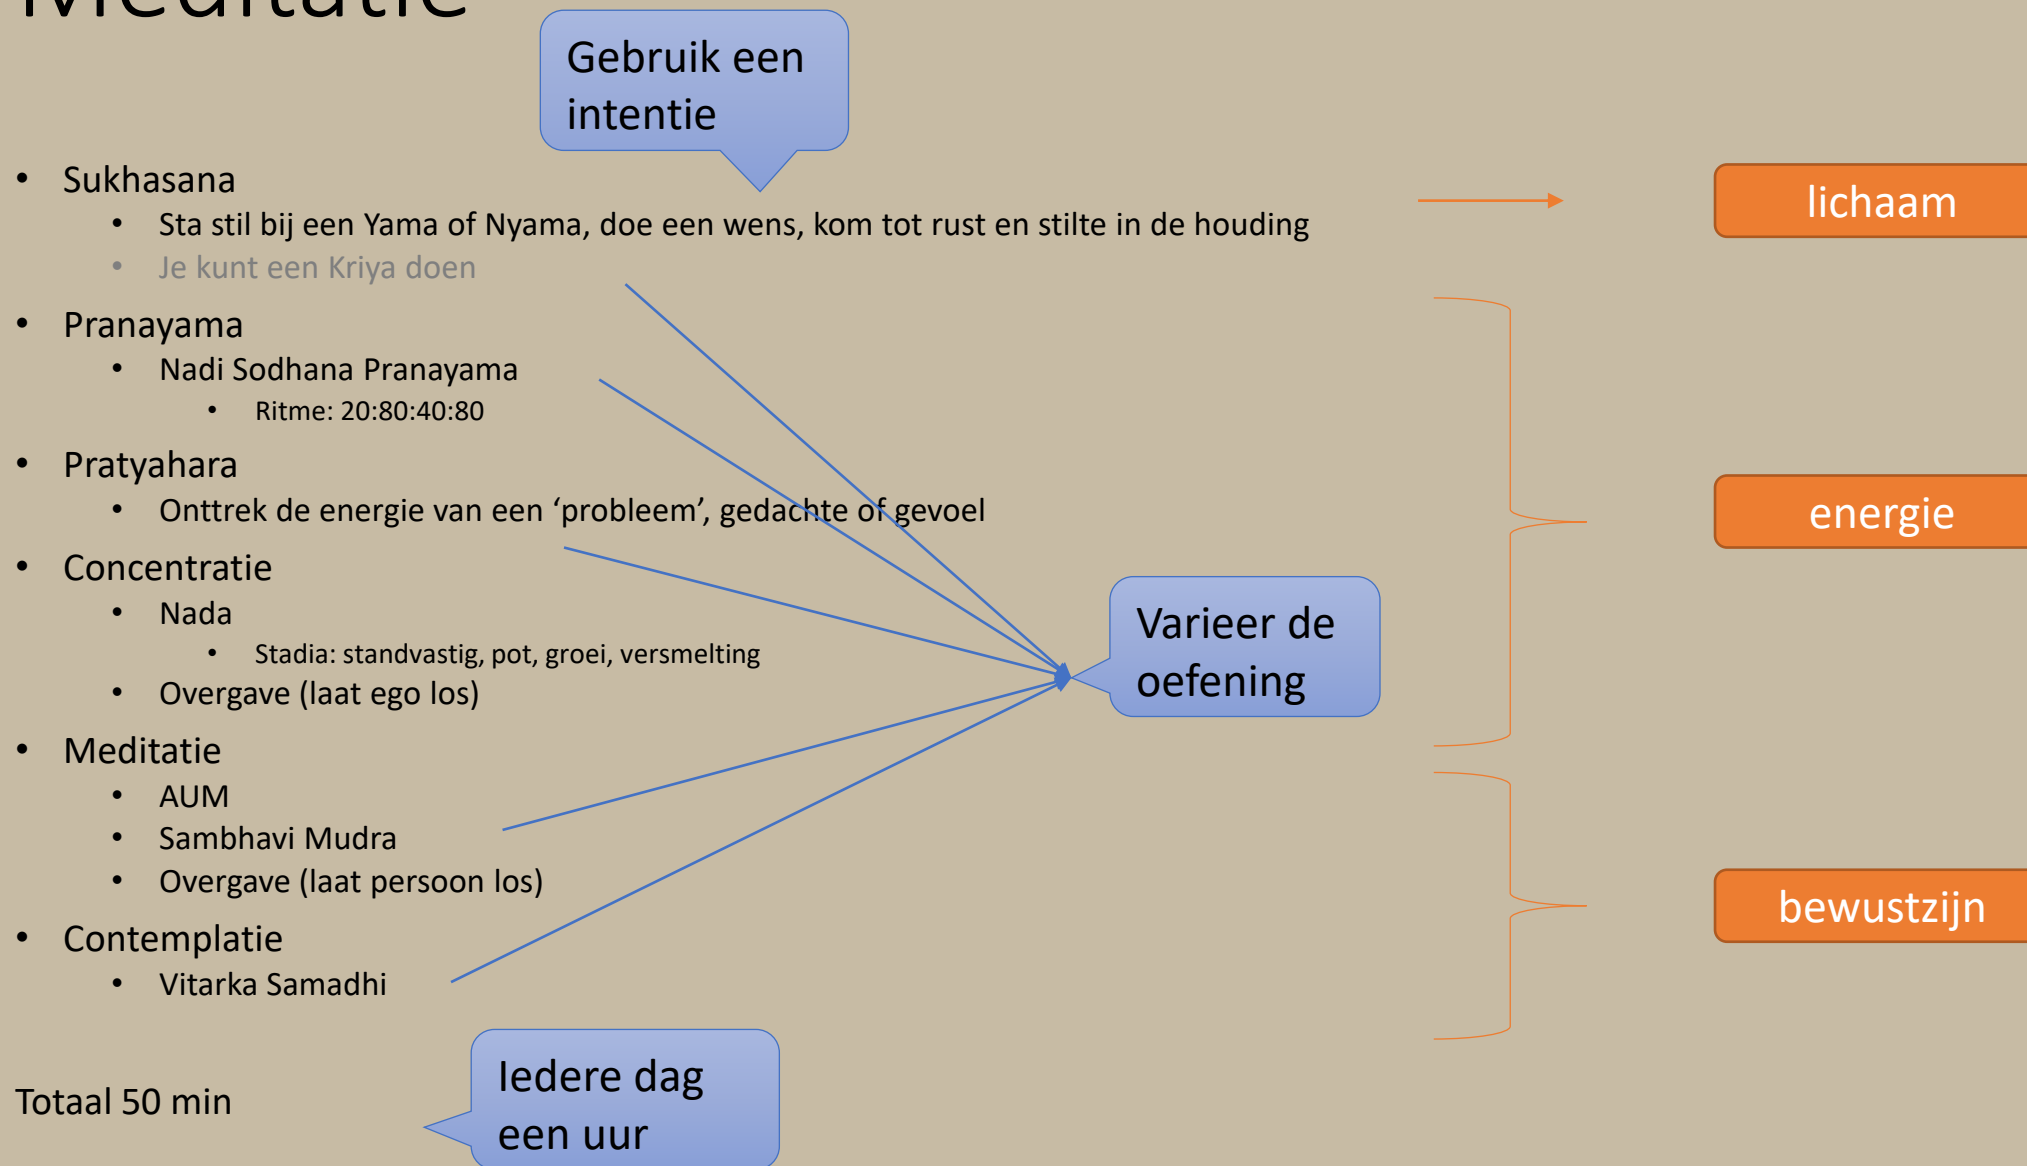 Meditatie
Gebruik een
intentie
• Sukhasana
• Sta stil bij een Yama of Nyama, doe een wens, kom tot rust en stilte in de houding
• Je kunt een Kriya doen
• Pranayama
• Nadi Sodhana Pranayama
• Ritme: 20:80:40:80
• Pratyahara
• Onttrek de energie van een ‘probleem’, gedachte of gevoel
• Concentratie
• Nada
• Stadia: standvastig, pot, groei, versmelting
• Overgave (laat ego los)
• Meditatie
• AUM
• Sambhavi Mudra
• Overgave (laat persoon los)
• Contemplatie
• Vitarka Samadhi
Totaal 50 min
Iedere dag
een uur
Varieer de
oefening
lichaam
energie
bewustzijn